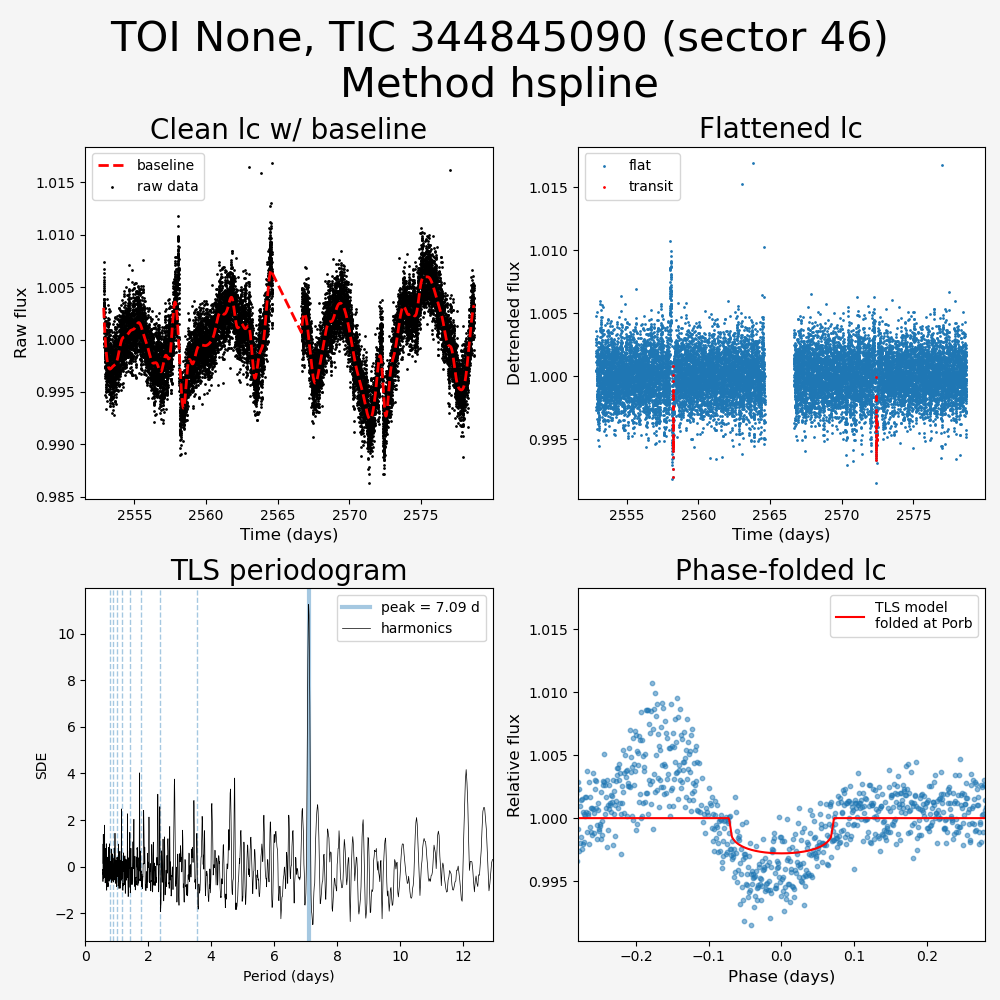 TOI None, TIC 344845090 (sector 46)
Method hspline
Clean lc w/ baseline
Flattened lc
baseline
raw data
flat
transit
1.015
1.010
1.005
1.000
0.995
0.990
0.985
Raw flux
2555
2560
2565
2570
2575
Time (days)
1.015
1.010
1.005
1.000
0.995
Detrended flux
2555
2560
2565
2570
2575
Time (days)
TLS periodogram
Phase-folded lc
peak = 7.09 d
harmonics
TLS model
folded at Porb
10
8
6
4
2
0
−2
SDE
0
2
4
6
8
10
12
Period (days)
1.015
1.010
1.005
1.000
0.995
Relative flux
−0.2
−0.1
0.0
0.1
0.2
Phase (days)